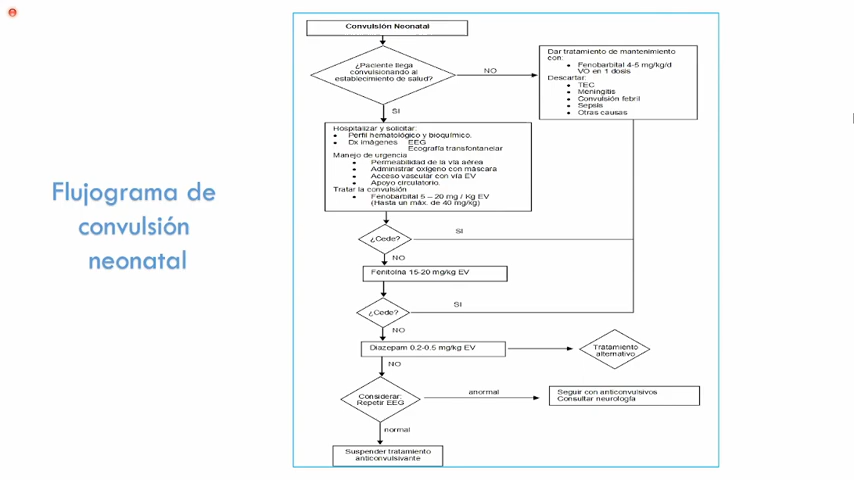 Flujograma de
convulsión
neonatal
Convulsión Neonatal
¿Paciente llega
convulsionando al
establecimiento de salud?
NO
Dar tratamiento de mantenimiento
con:
• Fenobarbital 4-5 mg/kg/d
VO en 1 dosis
Descartar:
• TEC
• Meningitis
• Convulsión febril
• Sepsis
• Otras causas
SI
Hospitalizar y solicitar:
• Perfil hematológico y bioquímico.
• Dx imágenes EEG
Ecografía transfontanelar
Manejo de urgencia
• Permeabilidad de la vía aérea
• Administrar oxígeno con máscara
• Acceso vascular con vía EV
• Apoyo circulatorio.
Tratar la convulsión
• Fenobarbital 5 – 20 mg / Kg EV
(Hasta un máx. de 40 mg/kg)
¿Cede?
SI
NO
Fenitoína 15-20 mg/kg EV
¿Cede?
SI
NO
Diazepam 0.2-0.5 mg/kg EV
Tratamiento
alternativo
NO
Considerar:
Repetir EEG
anormal
Seguir con anticonvulsivos
Consultar neurología
normal
Suspender tratamiento
anticonvulsivante